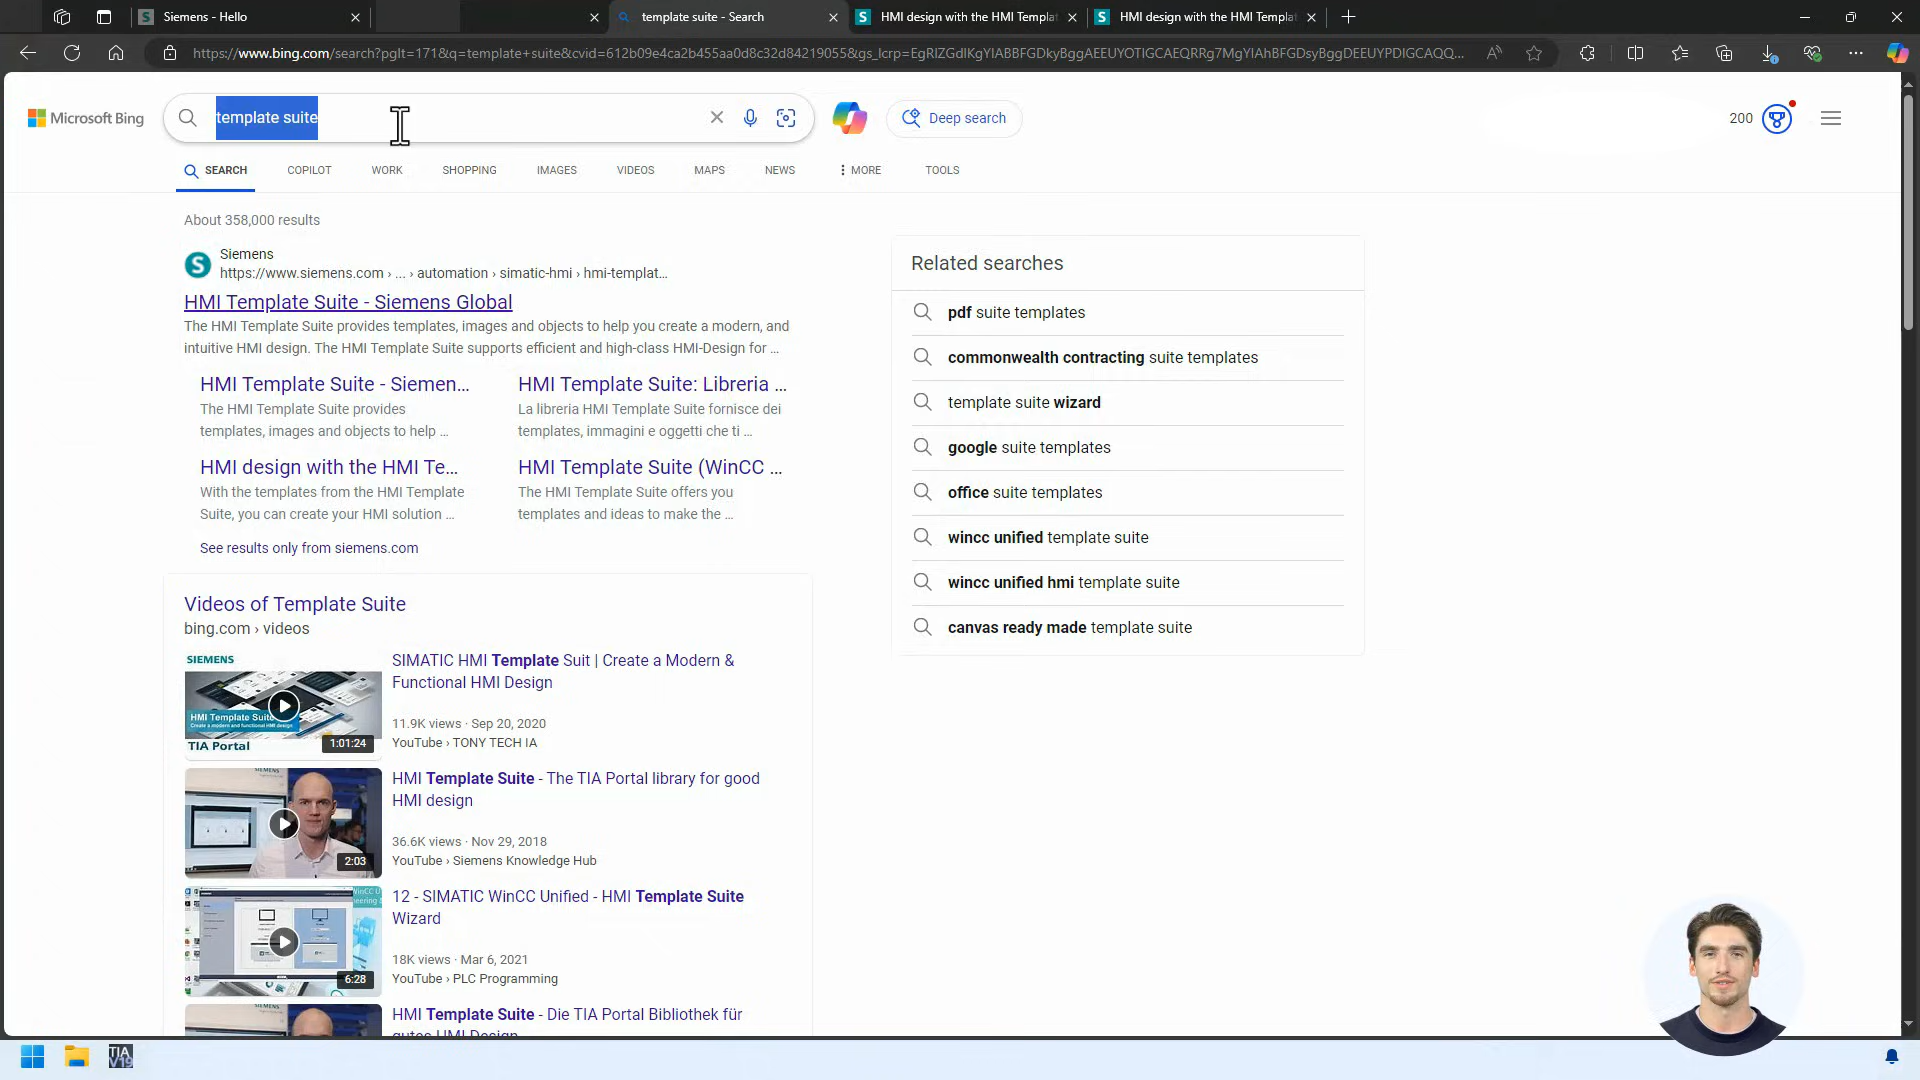 Siemens - Hello
template suite - Search
HMI design with the HMI Templat
HMI design with the HMI Templat
https://www.bing.com/search?pglt=171&q=template+suite&cvid=612b09e4ca2b455aa0d8c32d84219055&gs_lcrp=EgRlZGdlKgYIABBFGDkyBggAEEUYOTIGCAEQRRg7MgYIAhBFGDsyBggDEEUYPDIGCAQQ...
Microsoft Bing
template suite
Deep search
200
SEARCH
COPILOT
WORK
SHOPPING
IMAGES
VIDEOS
MAPS
NEWS
MORE
TOOLS
About 358,000 results
Siemens
https://www.siemens.com › ... › automation › simatic-hmi › hmi-templat...
HMI Template Suite - Siemens Global
The HMI Template Suite provides templates, images and objects to help you create a modern, and
intuitive HMI design. The HMI Template Suite supports efficient and high-class HMI-Design for ...
HMI Template Suite - Siemen...
The HMI Template Suite provides
templates, images and objects to help ...
HMI Template Suite: Libreria ...
La libreria HMI Template Suite fornisce dei
templates, immagini e oggetti che ti ...
HMI design with the HMI Te...
With the templates from the HMI Template
Suite, you can create your HMI solution ...
HMI Template Suite (WinCC ...
The HMI Template Suite offers you
templates and ideas to make the ...
See results only from siemens.com
Videos of Template Suite
bing.com › videos
SIEMENS
HMI Template Suite
Create a modern and functional HMI design
TIA Portal
1:01:24
SIMATIC HMI Template Suit | Create a Modern &
Functional HMI Design
11.9K views · Sep 20, 2020
YouTube › TONY TECH IA
2:03
HMI Template Suite - The TIA Portal library for good
HMI design
36.6K views · Nov 29, 2018
YouTube › Siemens Knowledge Hub
6:28
12 - SIMATIC WinCC Unified - HMI Template Suite
Wizard
18K views · Mar 6, 2021
YouTube › PLC Programming
HMI Template Suite - Die TIA Portal Bibliothek für
gutes HMI Design
Related searches
pdf suite templates
commonwealth contracting suite templates
template suite wizard
google suite templates
office suite templates
wincc unified template suite
wincc unified hmi template suite
canvas ready made template suite
TIA
V19